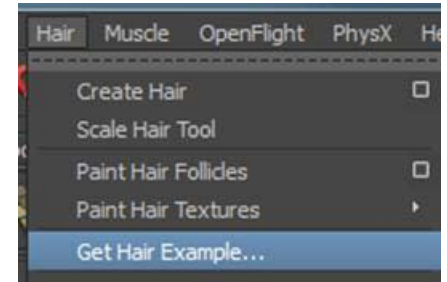 Hair Muscle OpenFlight PhysX
Create Hair
Scale Hair Tool
Paint Hair Follicles
Paint Hair Textures
Get Hair Example...